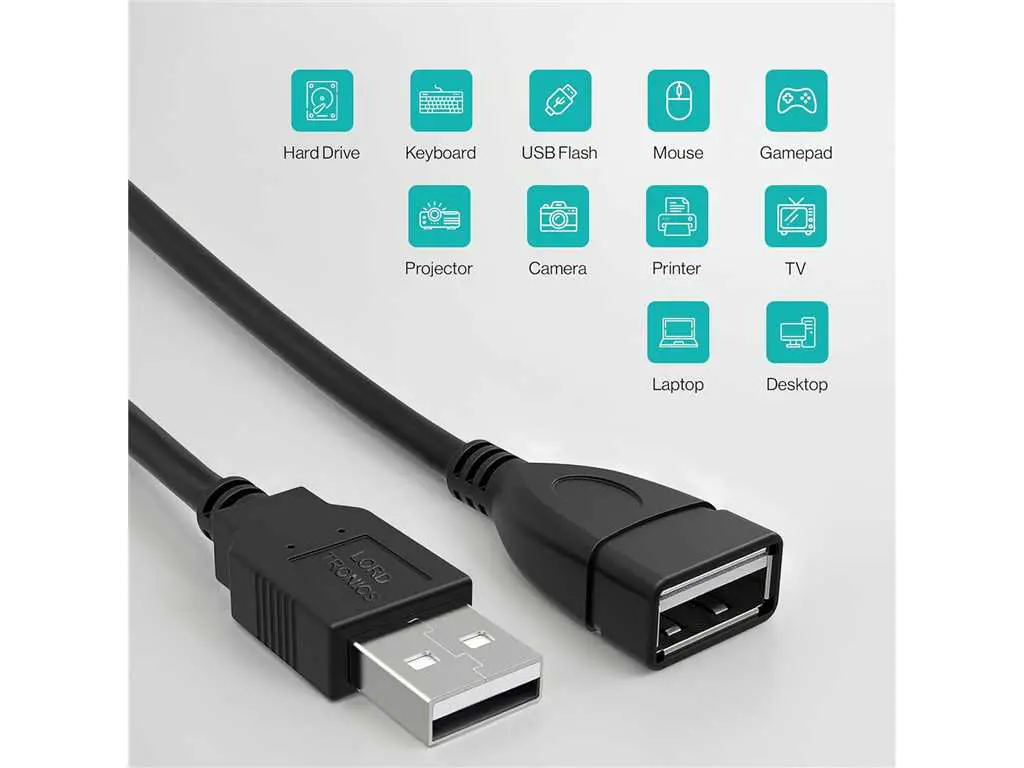 Hard Drive
Keyboard
USB Flash
Mouse
Gamepad
Projector
Camera
Printer
TV
Laptop
Desktop
LORD
TRONICS